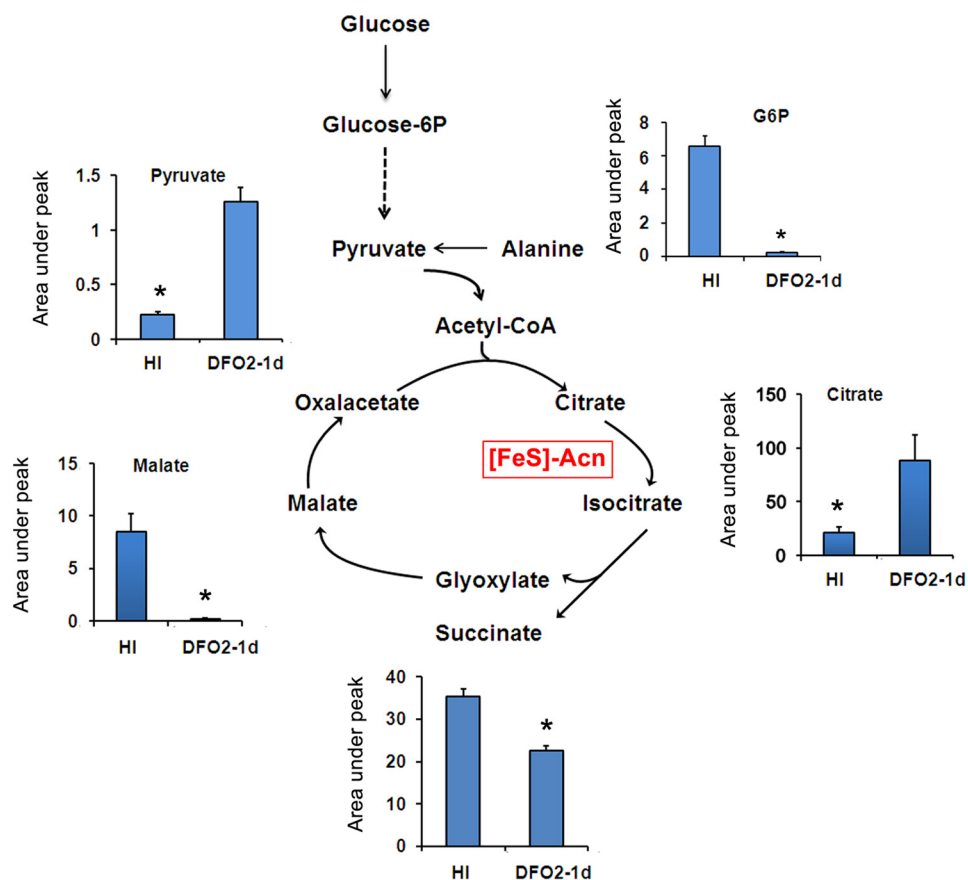 Glucose
Glucose-6P
Pyruvate
Alanine
Acetyl-CoA
Oxalacetate
Citrate
[FeS]-Acn
Malate
Isocitrate
Glyoxylate
Succinate
Pyruvate
Area under peak
1.5
1
0.5
0
*
HI
DFO2-1d
G6P
Area under peak
8
6
4
2
0
*
HI
DFO2-1d
Malate
Area under peak
15
10
5
0
*
HI
DFO2-1d
Citrate
Area under peak
150
100
50
0
*
HI
DFO2-1d
Area under peak
40
30
20
10
0
*
HI
DFO2-1d